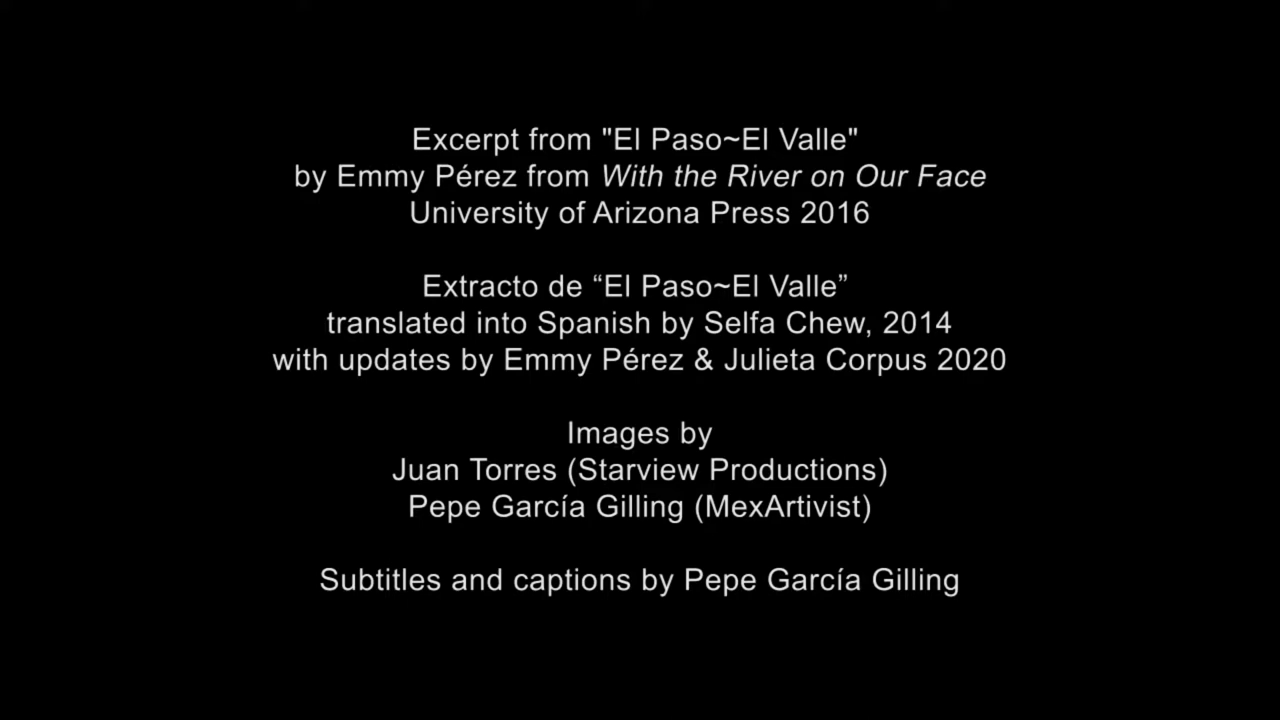 Excerpt from "El Paso~El Valle"
by Emmy Pérez from With the River on Our Face
University of Arizona Press 2016
Extracto de “El Paso~El Valle”
translated into Spanish by Selfa Chew, 2014
with updates by Emmy Pérez & Julieta Corpus 2020
Images by
Juan Torres (Starview Productions)
Pepe García Gilling (MexArtivist)
Subtitles and captions by Pepe García Gilling